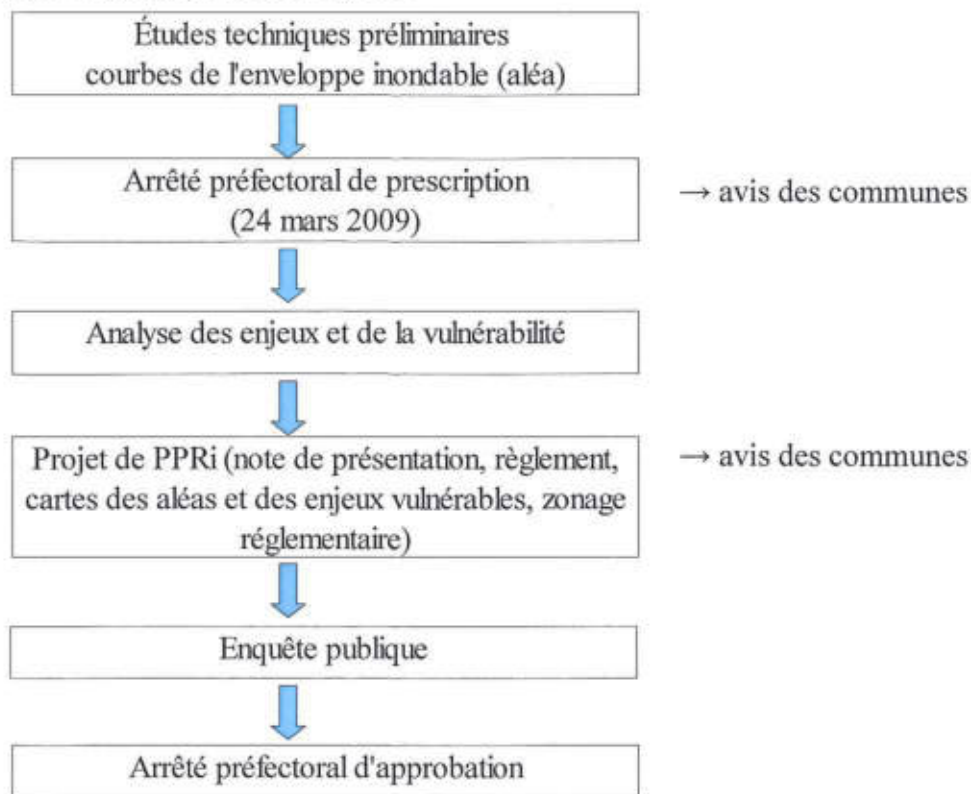 Études techniques préliminaires
courbes de l'enveloppe inondable (aléa)
Arrêté préfectoral de prescription
(24 mars 2009)
→ avis des communes
Analyse des enjeux et de la vulnérabilité
Projet de PPRi (note de présentation, règlement,
cartes des aléas et des enjeux vulnérables, zonage
réglementaire)
→ avis des communes
Enquête publique
Arrêté préfectoral d'approbation